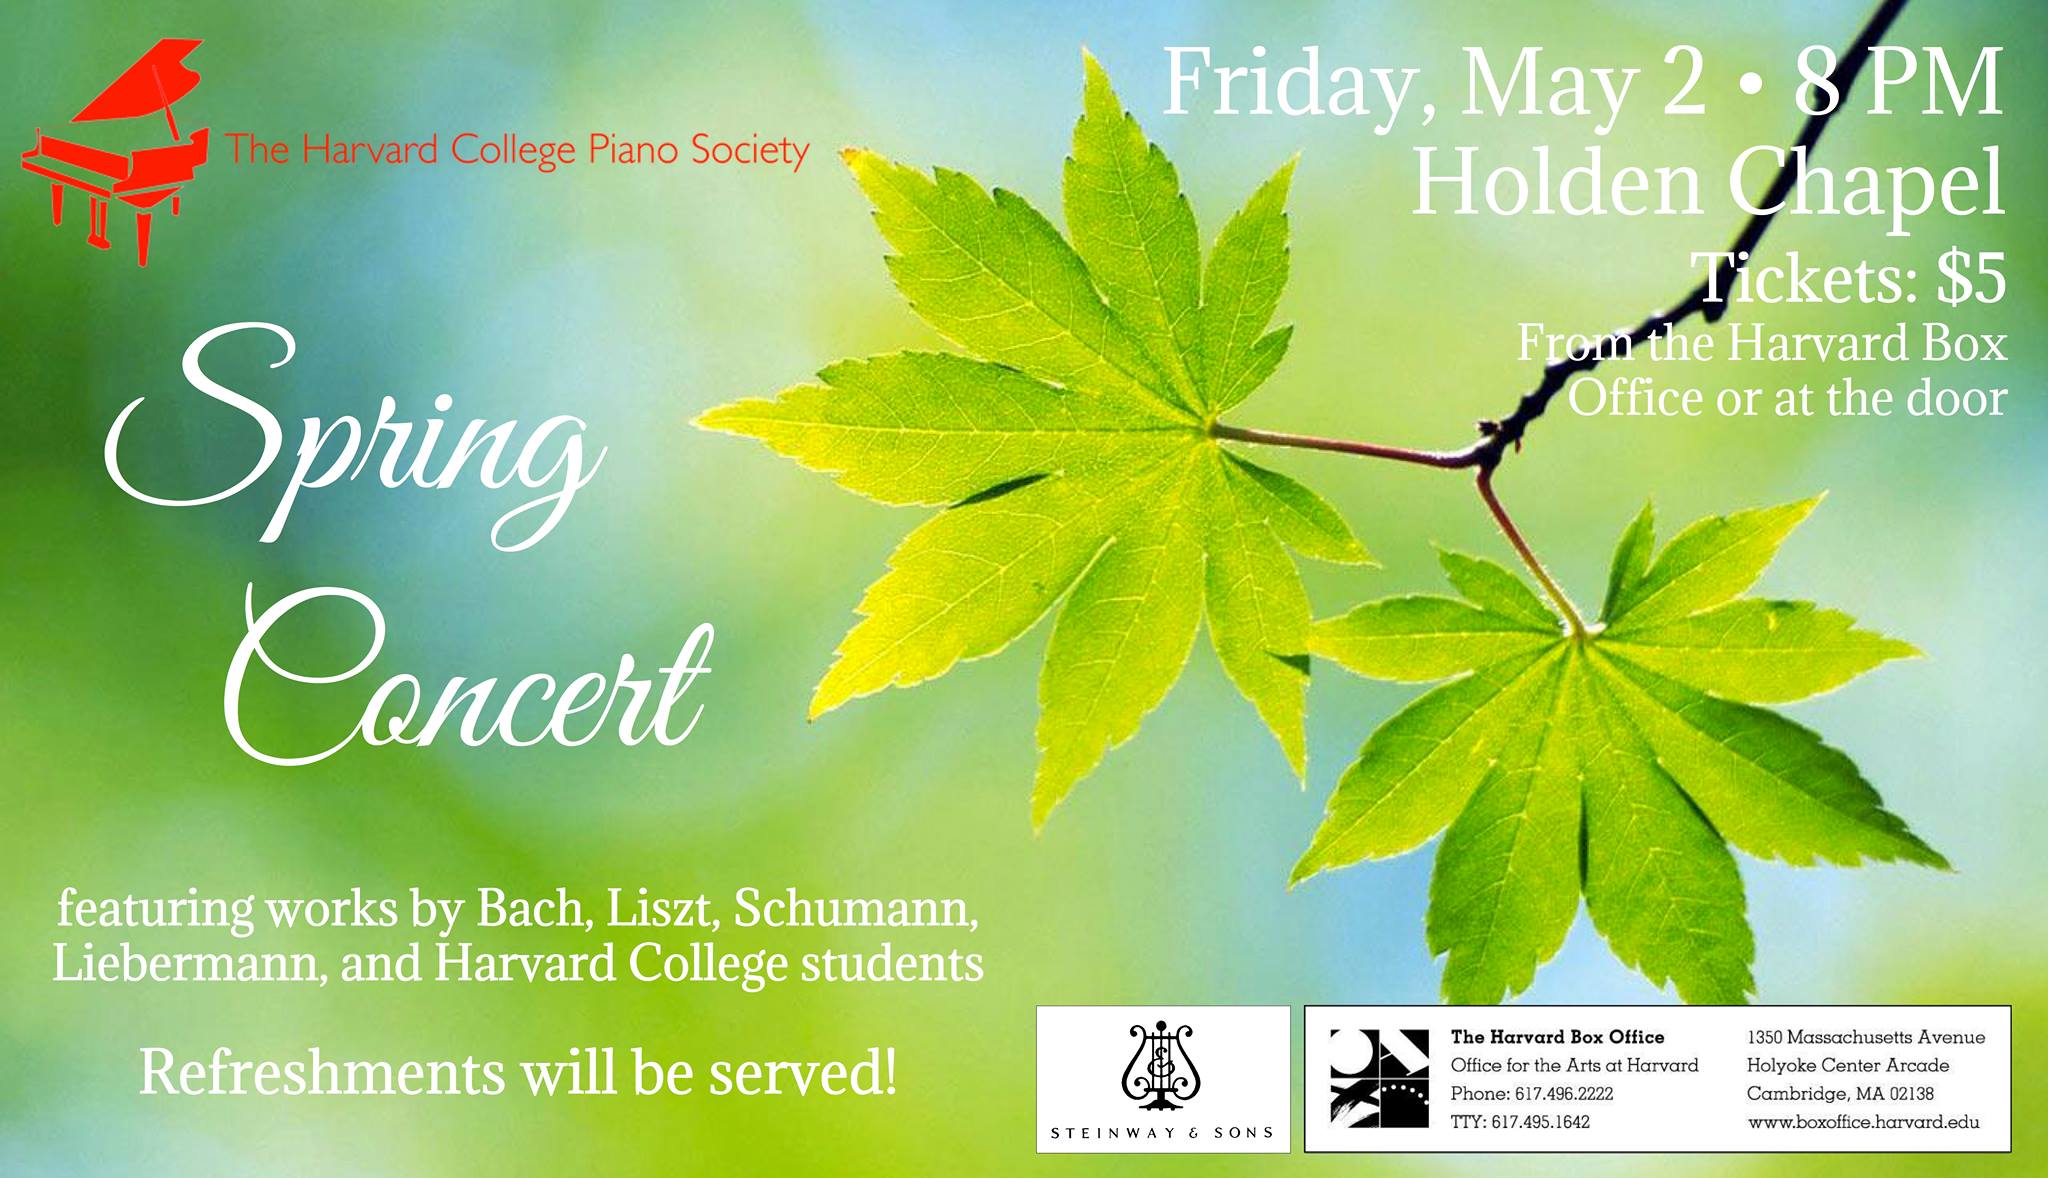 The Harvard College Piano Society
Friday, May 2 • 8 PM
Holden Chapel
Tickets: $5
From the Harvard Box
Office or at the door
Spring
Concert
featuring works by Bach, Liszt, Schumann,
Liebermann, and Harvard College students
Refreshments will be served!
STEINWAY & SONS
The Harvard Box Office
Office for the Arts at Harvard
Phone: 617.496.2222
TTY: 617.495.1642
1350 Massachusetts Avenue
Holyoke Center Arcade
Cambridge, MA 02138
www.boxoffice.harvard.edu